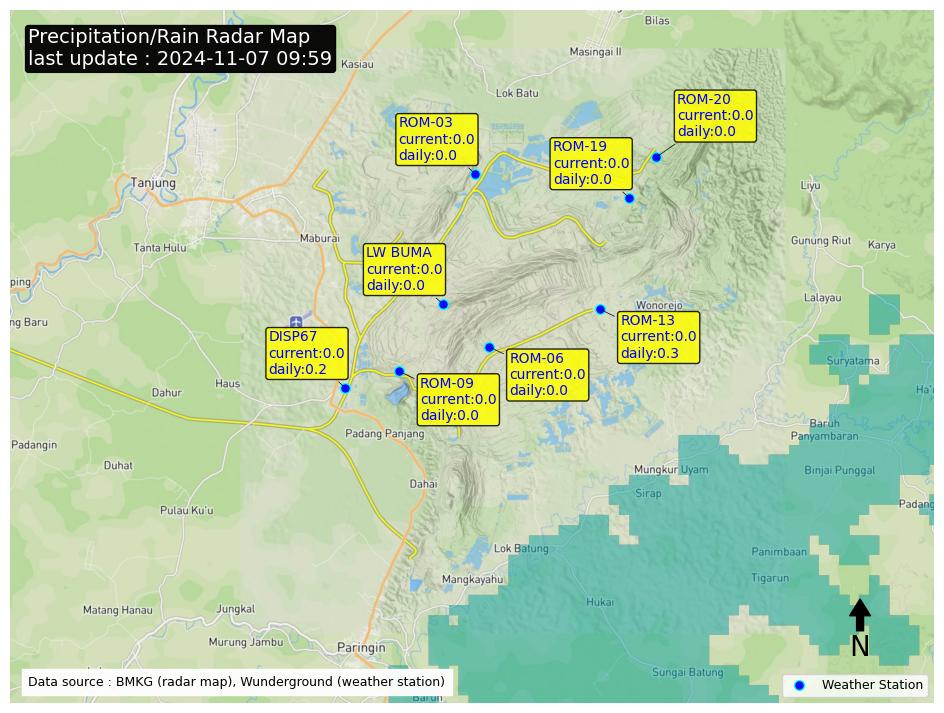 Precipitation/Rain Radar Map
last update : 2024-11-07 09:59
Bilas
Masingai II
Kasiau
Lok Batu
ROM-20
current:0.0
daily:0.0
ROM-03
current:0.0
daily:0.0
ROM-19
current:0.0
daily:0.0
Tanjung
Liyu
Maburai
Tanta Hulu
Gunung Riut
Karya
LW BUMA
current:0.0
daily:0.0
ping
Lalayau
Wonorejo
ng Baru
ROM-13
current:0.0
daily:0.3
DISP67
current:0.0
daily:0.2
ROM-06
current:0.0
daily:0.0
Suryatama
Haus
ROM-09
current:0.0
daily:0.0
Dahur
Ha'
Baruh
Panyambaran
Padang Panjang
Padangin
Duhat
Mungkur Uyam
Binjai Punggal
Dahai
Sirap
Padang
Pulau Ku'u
Lok Batung
Panimbaan
Mangkayahu
Tigarun
Hukai
Matang Hanau
Jungkal
Murung Jambu
Paringin
N
Sungai Batung
Data source : BMKG (radar map), Wunderground (weather station)
Weather Station
Barun